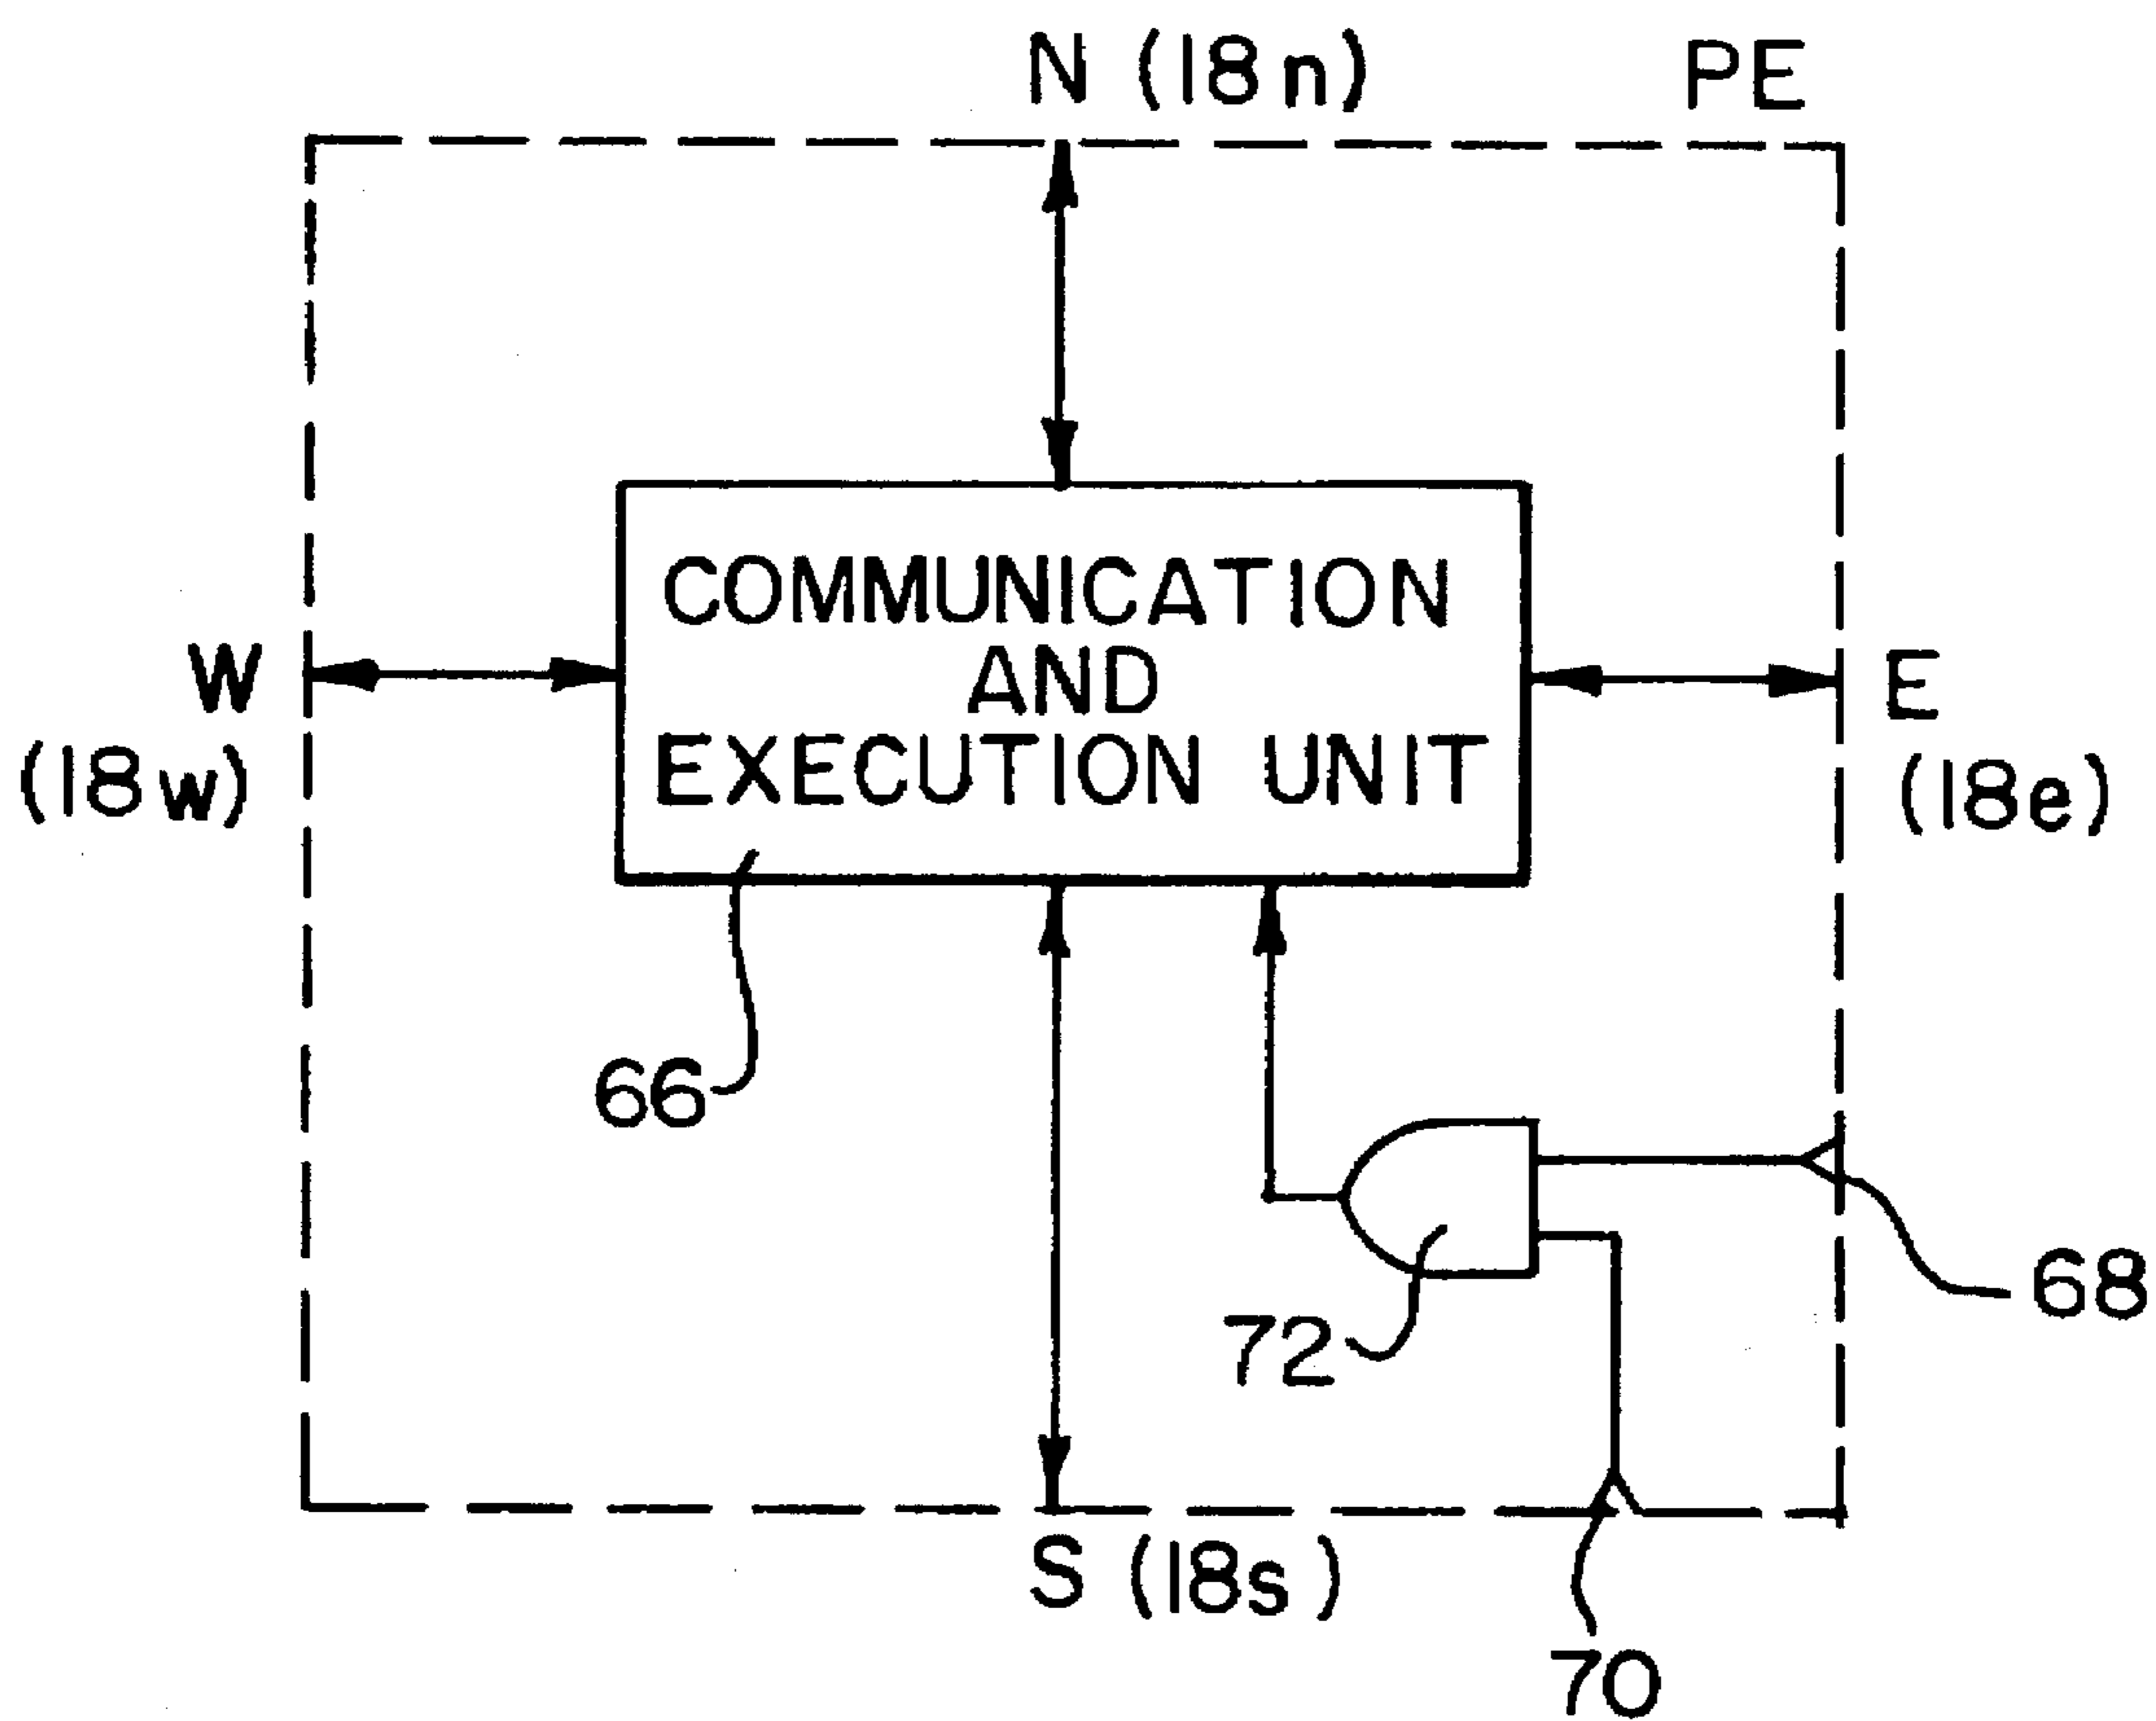 N (18n)
PE
COMMUNICATION
AND
EXECUTION UNIT
W
(18w)
E
(18e)
66
68
72
S (18s)
70